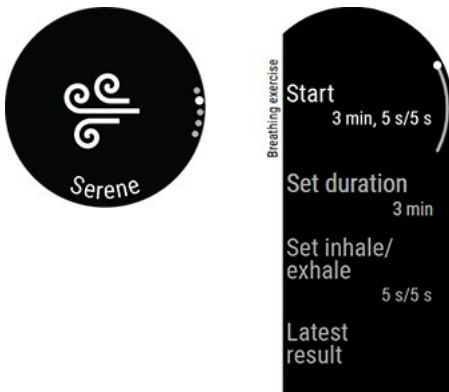 Serene
Breathing exercise
Start
3 min, 5 s/5 s
Set duration
3 min
Set inhale/
exhale
5 s/5 s
Latest
result